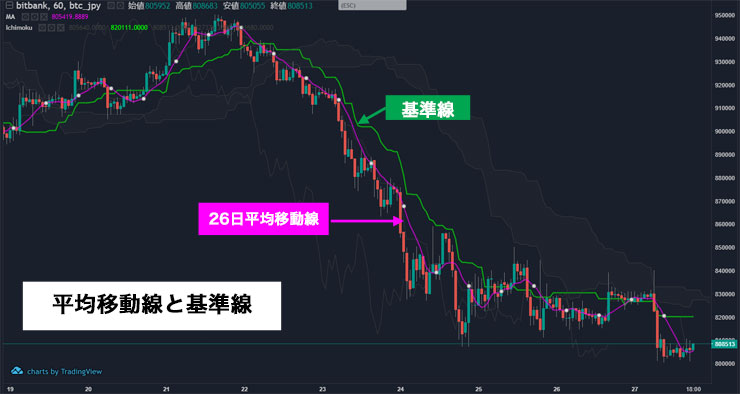 bitbank, 60, btc_jpy 始値805952 高値808683 安値805055 終値808513
(ESC)
MA 805419.8889
Ichimoku 820111.0000
950000
940000
930000
920000
910000
900000
890000
880000
870000
860000
850000
840000
830000
820000
808513
800000
基準線
26日平均移動線
平均移動線と基準線
charts by TradingView
19 20 21 22 23 24 25 26 27 18:00